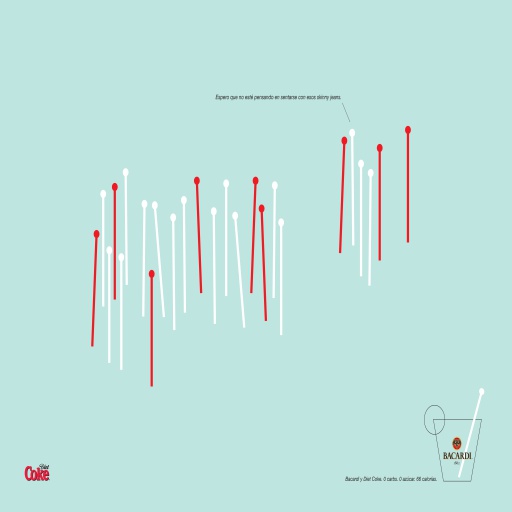 Espero que no esté pensando en sentarse con esos skinny jeans.
Diet
Coke
BACARDI
Bacardi y Diet Coke. 0 carbs. 0 azúcar. 66 calorías.